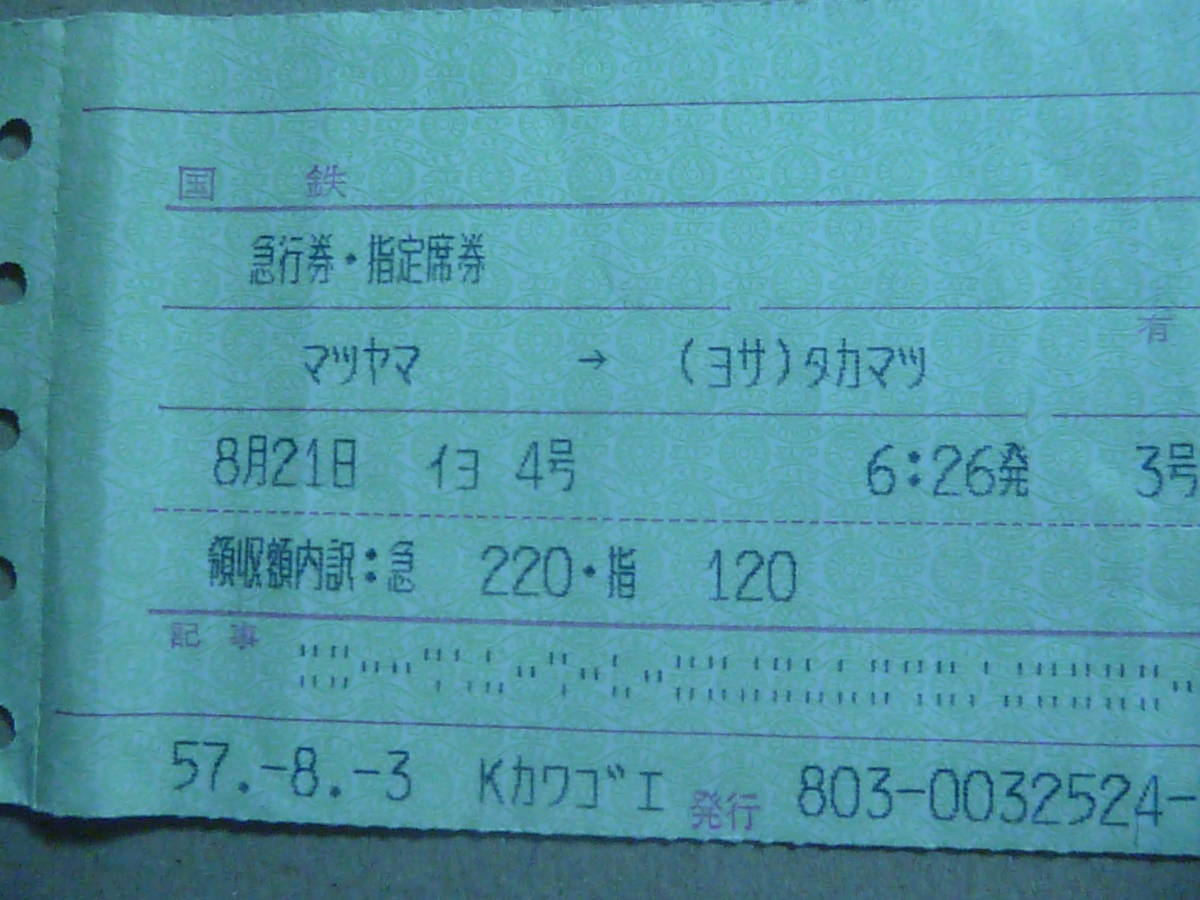 国 鉄
急行券・指定席券
有
マツヤマ → (ヨサ)タカマツ
8月21日 イヨ 4号 6:26発 3号
領収額内訳:急 220・指 120
記事
57.-8.-3 Kカワゴエ 発行 803-0032524-